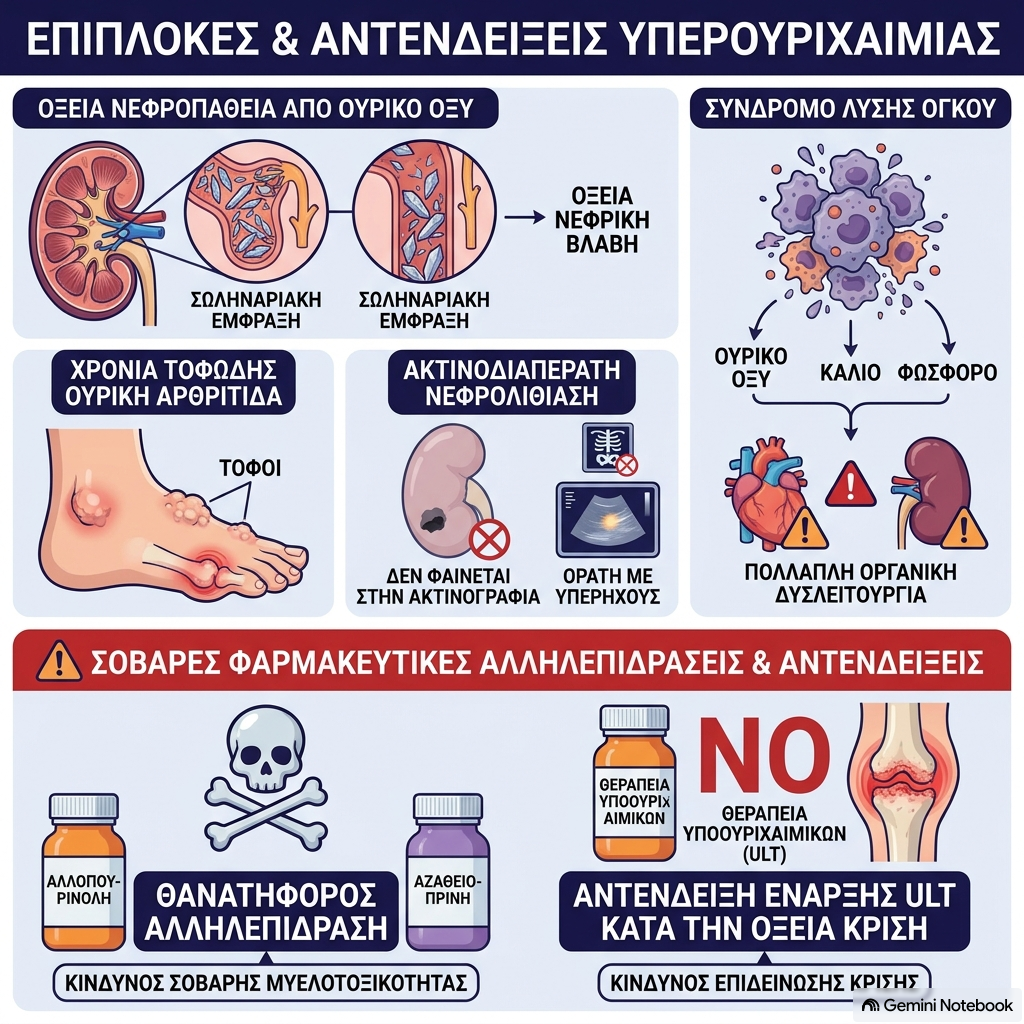 ΕΠΙΠΛΟΚΕΣ & ΑΝΤΕΝΔΕΙΞΕΙΣ ΥΠΕΡΟΥΡΙΧΑΙΜΙΑΣ
ΟΞΕΙΑ ΝΕΦΡΟΠΑΘΕΙΑ ΑΠΟ ΟΥΡΙΚΟ ΟΞΥ
ΣΩΛΗΝΑΡΙΑΚΗ
ΕΜΦΡΑΞΗ
ΣΩΛΗΝΑΡΙΑΚΗ
ΕΜΦΡΑΞΗ
ΟΞΕΙΑ
ΝΕΦΡΙΚΗ
ΒΛΑΒΗ
ΣΥΝΔΡΟΜΟ ΛΥΣΗΣ ΟΓΚΟΥ
ΟΥΡΙΚΟ
ΟΞΥ
ΚΑΛΙΟ
ΦΩΣΦΟΡΟ
ΠΟΛΛΑΠΛΗ ΟΡΓΑΝΙΚΗ
ΔΥΣΛΕΙΤΟΥΡΓΙΑ
ΧΡΟΝΙΑ ΤΟΦΩΔΗΣ
ΟΥΡΙΚΗ ΑΡΘΡΙΤΙΔΑ
ΤΟΦΟΙ
ΑΚΤΙΝΟΔΙΑΠΕΡΑΤΗ
ΝΕΦΡΟΛΙΘΙΑΣΗ
ΔΕΝ ΦΑΙΝΕΤΑΙ
ΣΤΗΝ ΑΚΤΙΝΟΓΡΑΦΙΑ
ΟΡΑΤΗ ΜΕ
ΥΠΕΡΗΧΟΥΣ
ΣΟΒΑΡΕΣ ΦΑΡΜΑΚΕΥΤΙΚΕΣ ΑΛΛΗΛΕΠΙΔΡΑΣΕΙΣ & ΑΝΤΕΝΔΕΙΞΕΙΣ
ΑΛΛΟΠΟΥ-
ΡΙΝΟΛΗ
ΘΑΝΑΤΗΦΟΡΟΣ
ΑΛΛΗΛΕΠΙΔΡΑΣΗ
ΑΖΑΘΕΙΟ-
ΠΡΙΝΗ
ΚΙΝΔΥΝΟΣ ΣΟΒΑΡΗΣ ΜΥΕΛΟΤΟΞΙΚΟΤΗΤΑΣ
ΘΕΡΑΠΕΙΑ
ΥΠΟΟΥΡΙΧ
ΑΙΜΙΚΩΝ
NO
ΘΕΡΑΠΕΙΑ
ΥΠΟΟΥΡΙΧΑΙΜΙΚΩΝ
(ULT)
ΑΝΤΕΝΔΕΙΞΗ ΕΝΑΡΞΗΣ ULT
ΚΑΤΑ ΤΗΝ ΟΞΕΙΑ ΚΡΙΣΗ
ΚΙΝΔΥΝΟΣ ΕΠΙΔΕΙΝΩΣΗΣ ΚΡΙΣΗΣ
Gemini Notebook